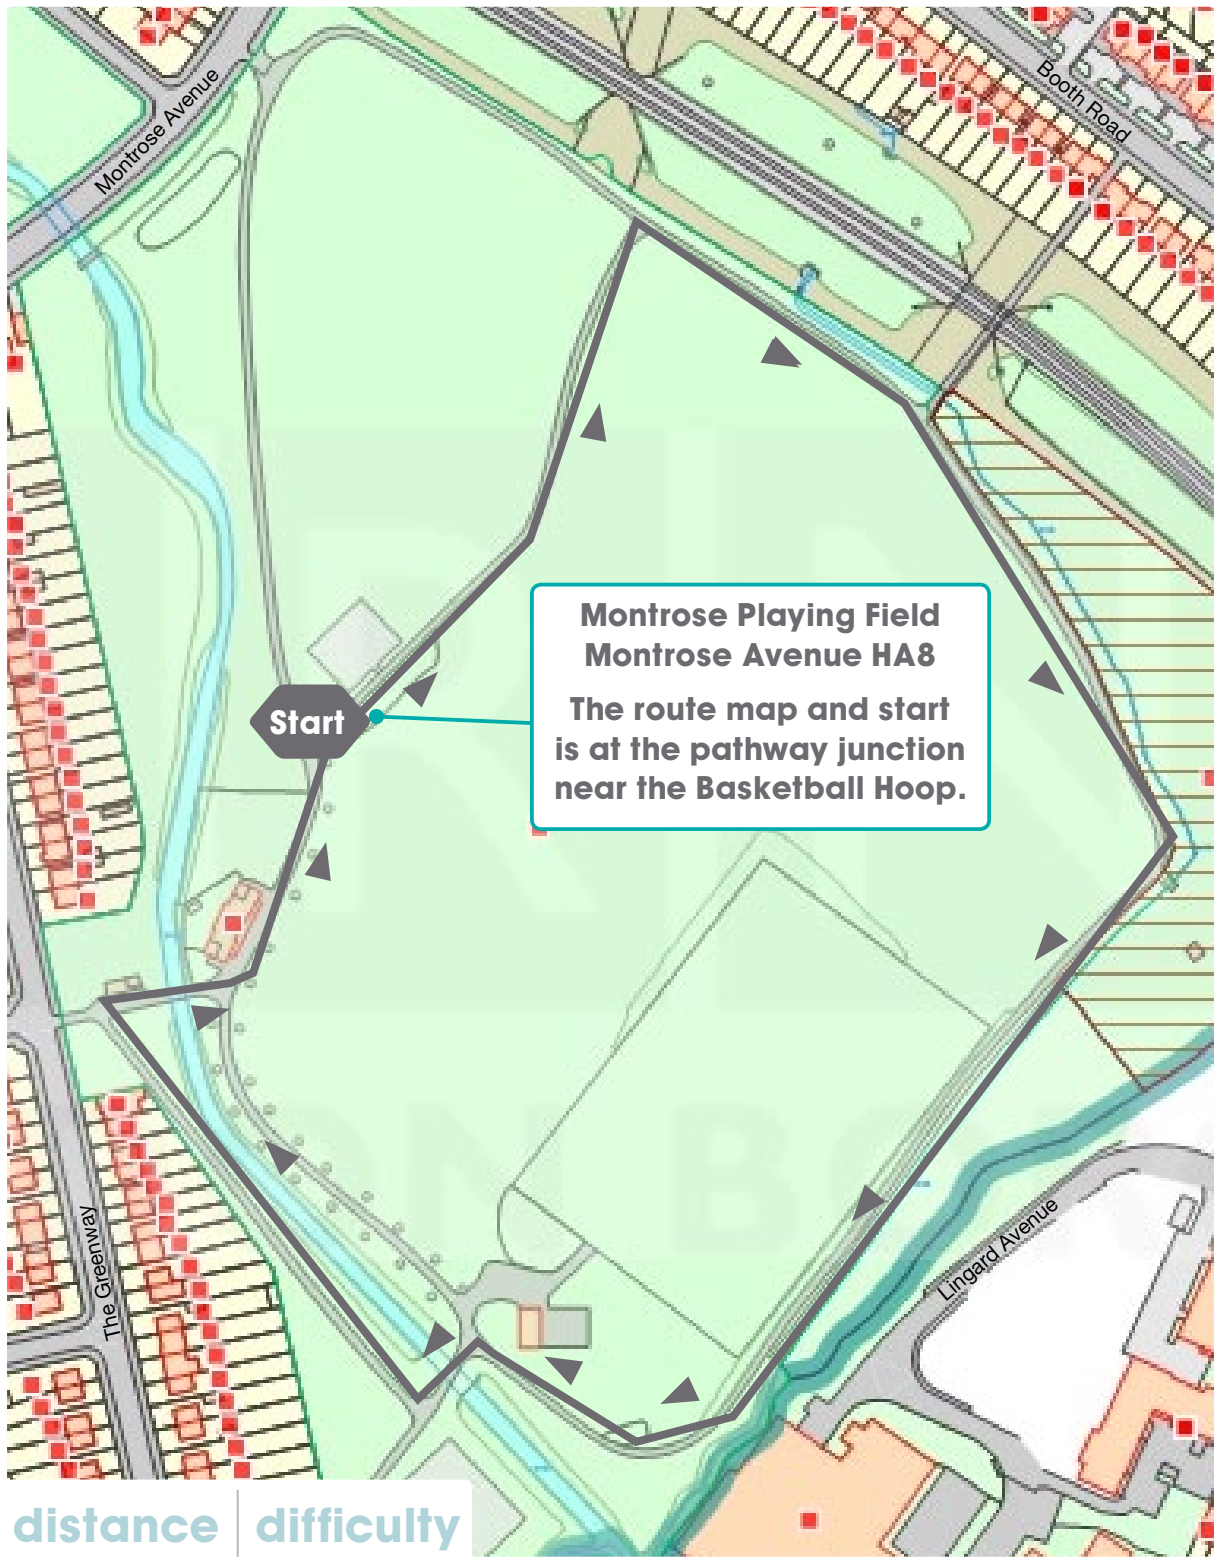 Montrose Avenue
Booth Road
Montrose Playing Field
Montrose Avenue HA8
The route map and start
is at the pathway junction
near the Basketball Hoop.
Start
The Greenway
Lingard Avenue
distance
difficulty